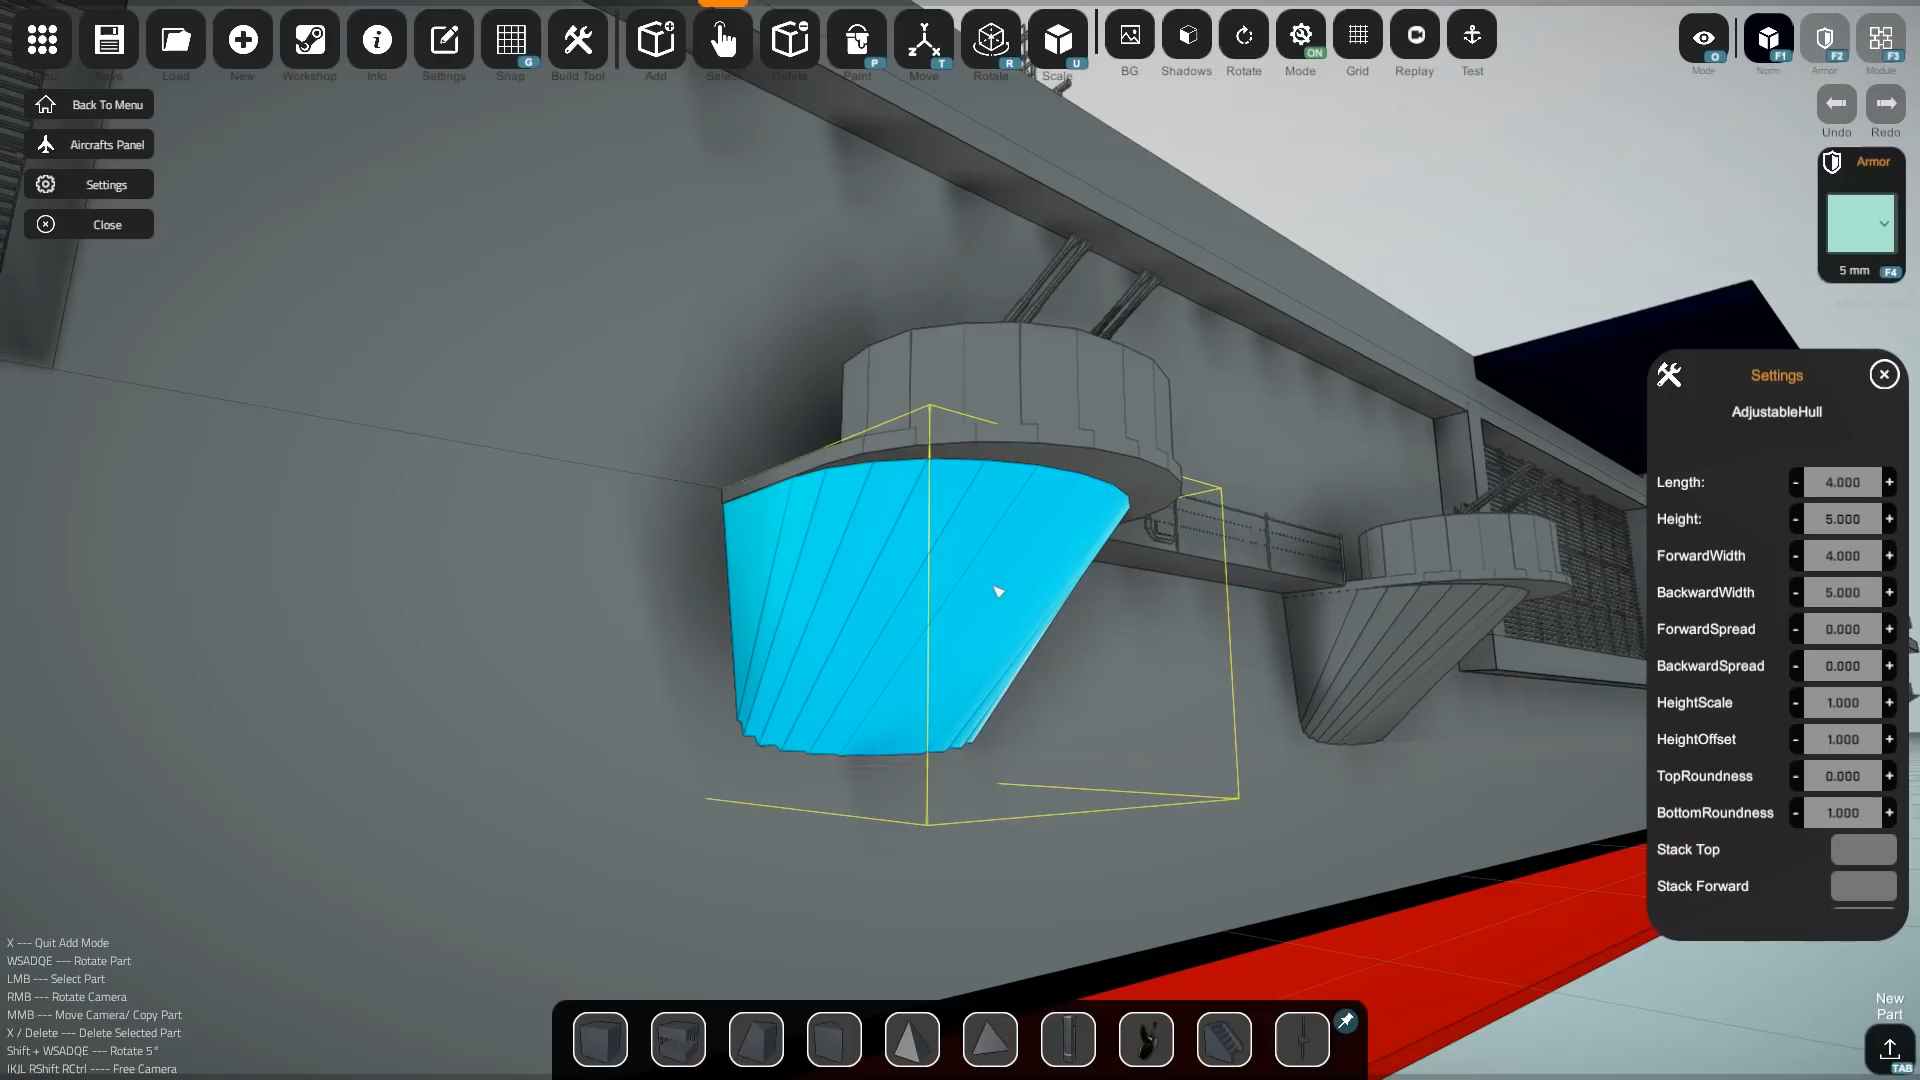 Save
Load
New
Workshop
Info
Settings
Snap
G
Build Tool
Add
Select
Delete
Paint
P
Move
T
Rotate
R
Scale
U
BG
Shadows
Rotate
Mode
ON
Grid
Replay
Test
Mode
O
Norm
F1
Armor
F2
Module
F3
Back To Menu
Aircrafts Panel
Settings
Close
Undo
Redo
Armor
5 mm
F4
Settings
AdjustableHull
Length: - 4.000 +
Height: - 5.000 +
ForwardWidth - 4.000 +
BackwardWidth - 5.000 +
ForwardSpread - 0.000 +
BackwardSpread - 0.000 +
HeightScale - 1.000 +
HeightOffset - 1.000 +
TopRoundness - 0.000 +
BottomRoundness - 1.000 +
Stack Top
Stack Forward
X --- Quit Add Mode
WSADQE --- Rotate Part
LMB --- Select Part
RMB --- Rotate Camera
MMB --- Move Camera/ Copy Part
X / Delete --- Delete Selected Part
Shift + WSADQE --- Rotate 5°
IKJL RShift RCtrl ---- Free Camera
New
Part
TAB